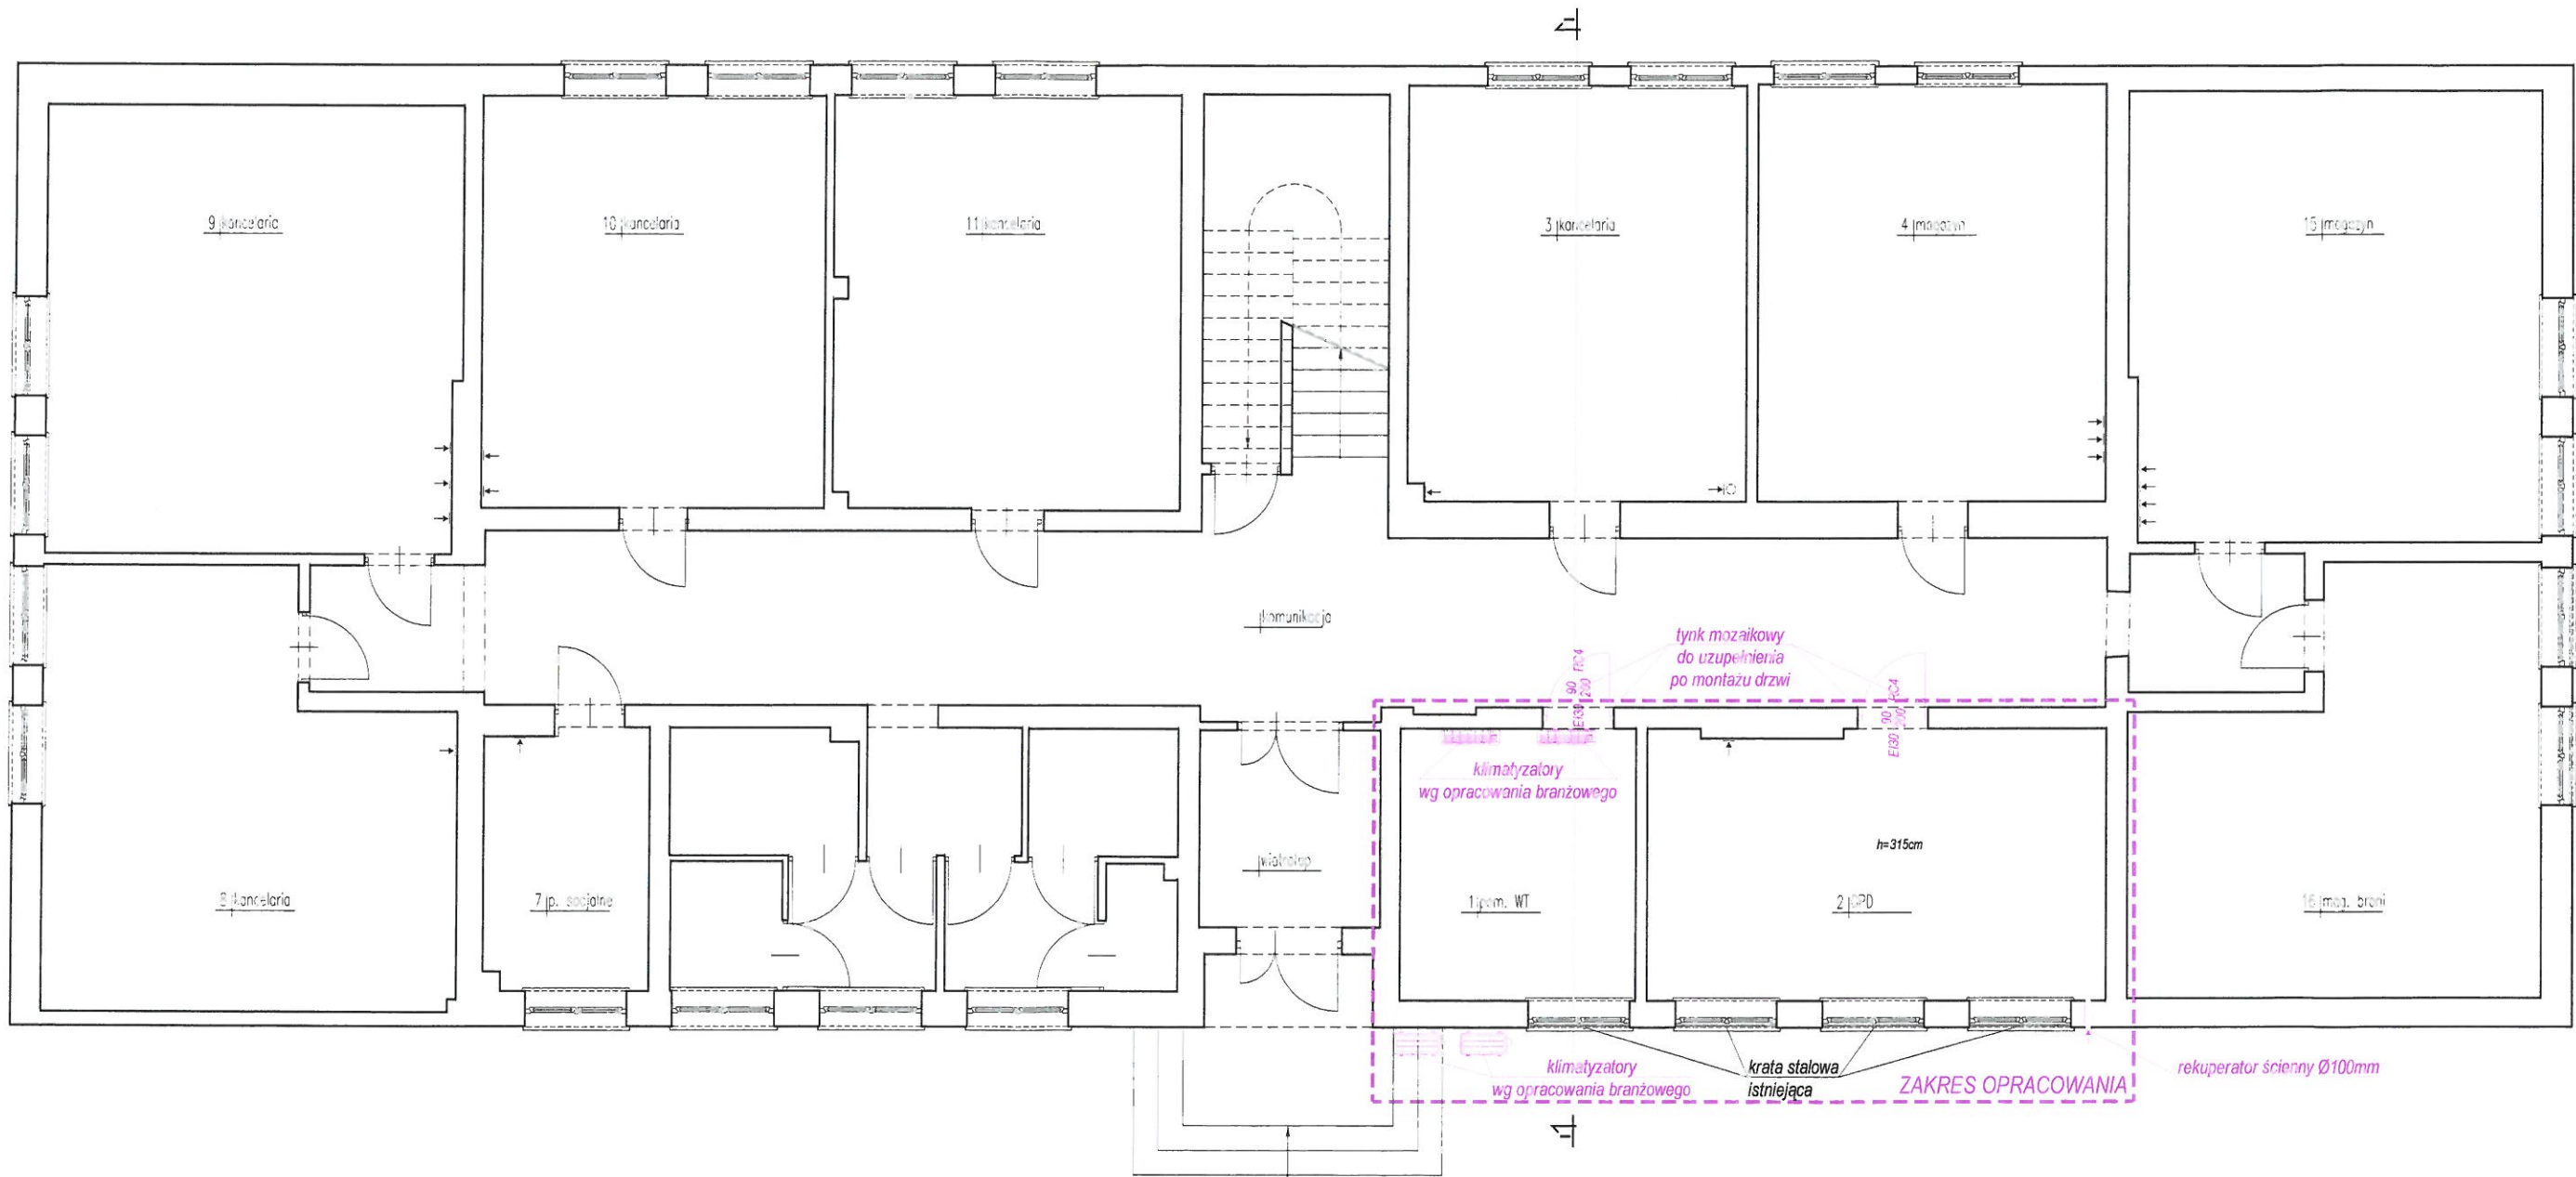 1
9 kancelaria
10 kancelaria
11 kancelaria
3 kancelaria
4 magazyn
15 magazyn
komunikacja
tynk mozaikowy
do uzupełnienia
po montażu drzwi
EI30 90 RC4
200
EI30 90 RC4
200
klimatyzatory
wg opracowania branżowego
h=315cm
wiatrołap
8 kancelaria
7 p. socjalne
1 pom. WT
2 GPD
16 mag. broni
klimatyzatory
wg opracowania branżowego
krata stalowa
istniejąca
ZAKRES OPRACOWANIA
rekuperator ścienny Ø100mm
1